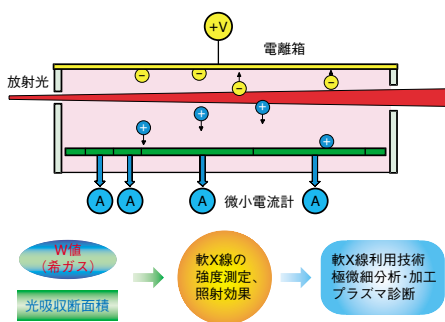 +V
電離箱
放射光
−
−
−
−
+
+
+
+
A
A
A
A
微小電流計
W値
(希ガス)
光吸収断面積
軟X線の
強度測定、
照射効果
軟X線利用技術
極微細分析・加工
プラズマ診断